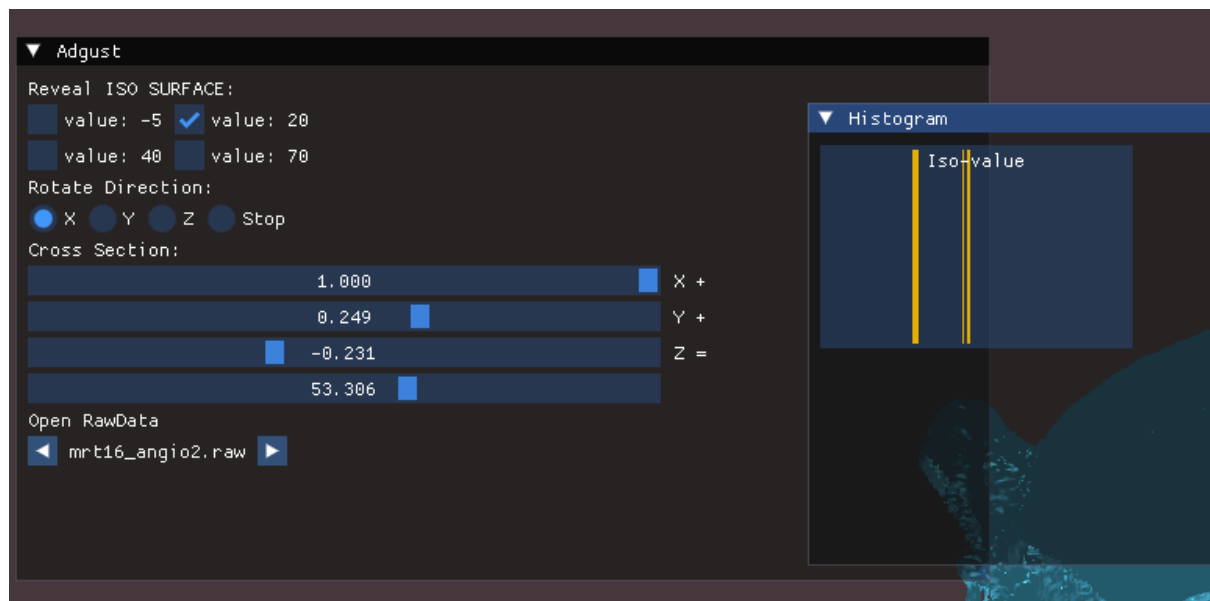 Adgust
Reveal ISO SURFACE:
value: -5 value: 20
value: 40 value: 70
Rotate Direction:
X Y Z Stop
Cross Section:
1.000 X +
0.249 Y +
-0.231 Z =
53.306
Open RawData
mrt16_angio2.raw
Histogram
Iso-value